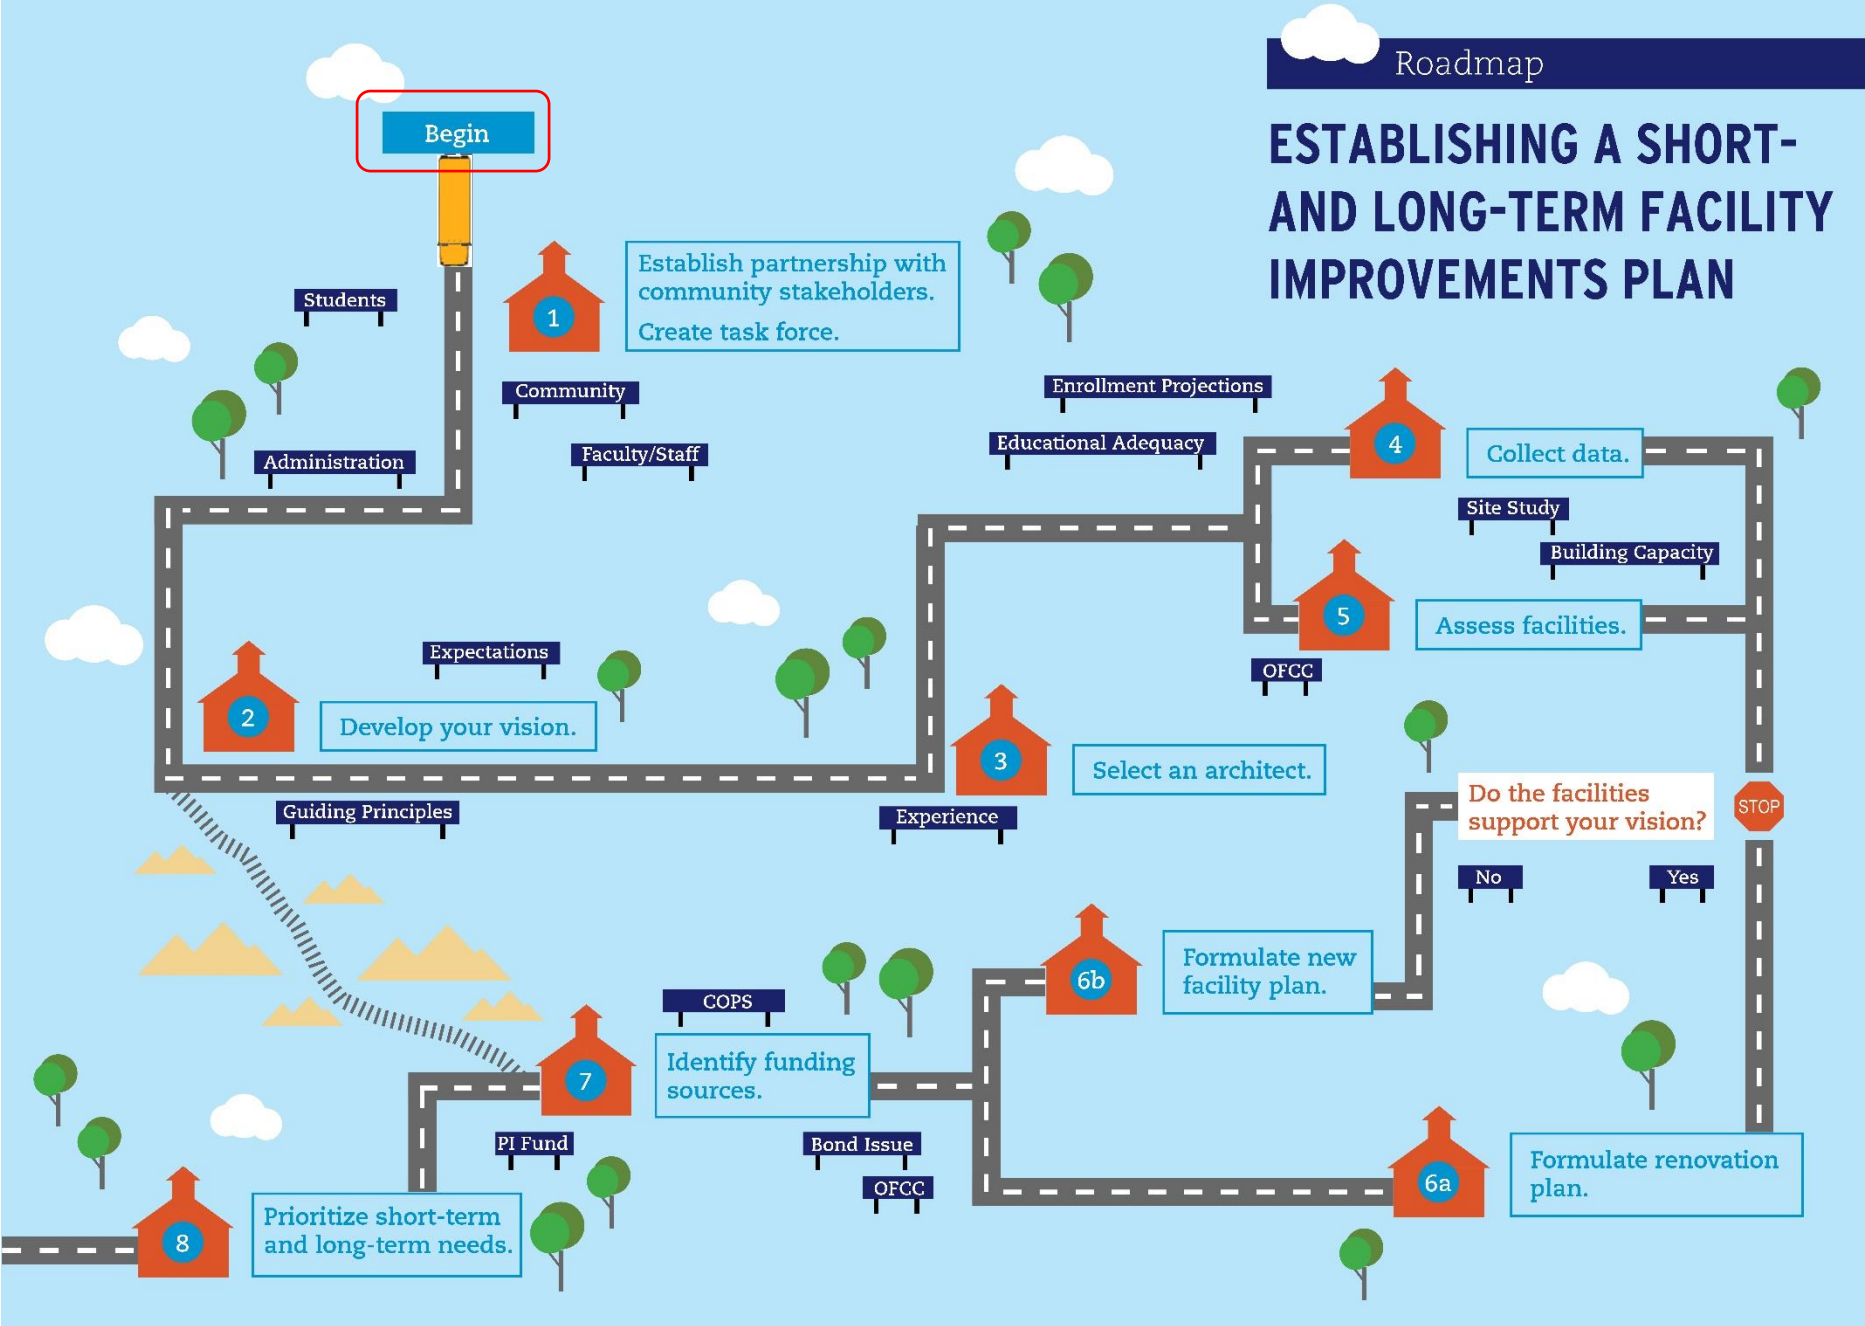 Roadmap
ESTABLISHING A SHORT-
AND LONG-TERM FACILITY
IMPROVEMENTS PLAN
Begin
1
Establish partnership with
community stakeholders.
Create task force.
Students
Community
Faculty/Staff
Administration
2
Develop your vision.
Expectations
Guiding Principles
3
Select an architect.
Experience
Enrollment Projections
Educational Adequacy
4
Collect data.
Site Study
Building Capacity
5
Assess facilities.
OFCC
STOP
Do the facilities
support your vision?
No
Yes
6b
Formulate new
facility plan.
6a
Formulate renovation
plan.
7
Identify funding
sources.
COPS
PI Fund
Bond Issue
OFCC
8
Prioritize short-term
and long-term needs.